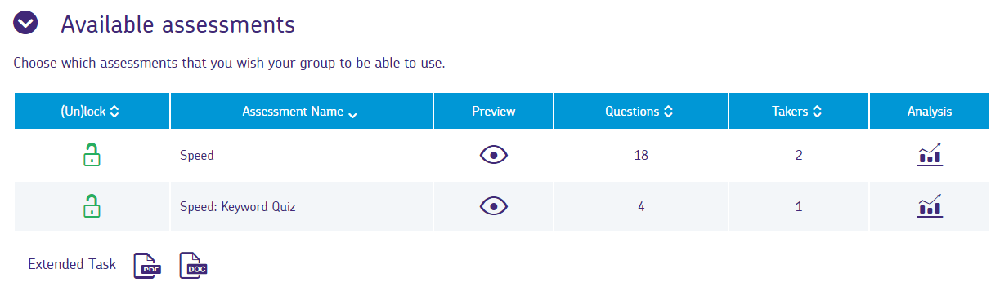 Available assessments
Choose which assessments that you wish your group to be able to use.
(Un)lock Assessment Name Preview Questions Takers Analysis
Speed 18 2
Speed: Keyword Quiz 4 1
Extended Task PDF DOC